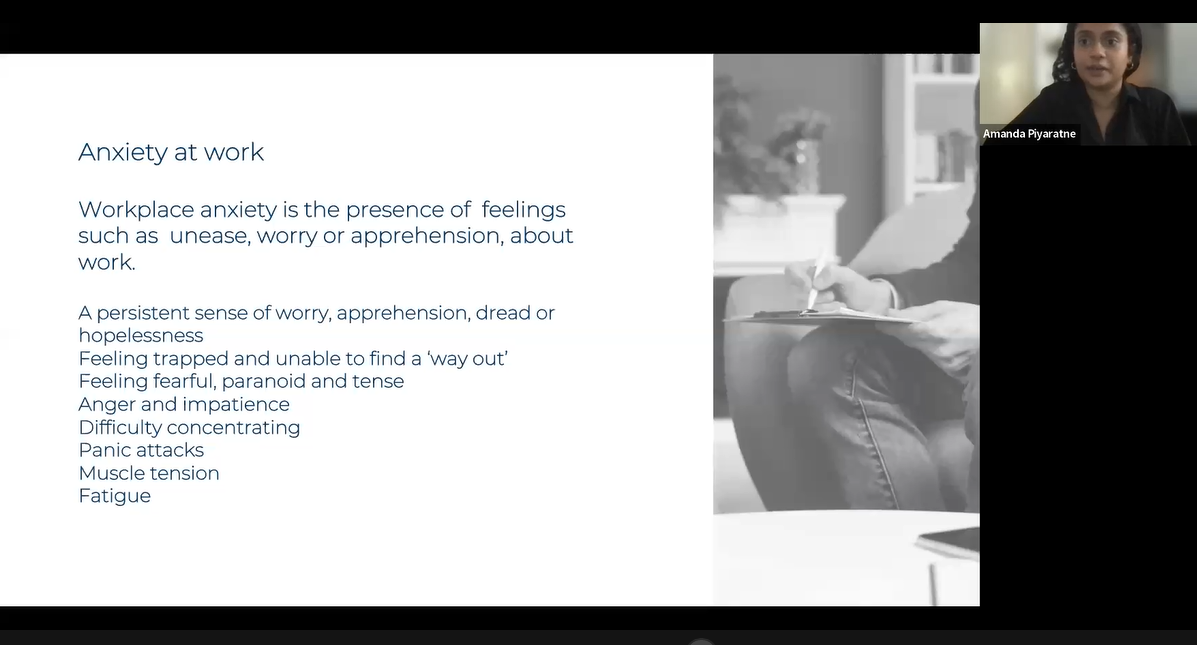 Anxiety at work
Workplace anxiety is the presence of  feelings
such as  unease, worry or apprehension, about
work.
A persistent sense of worry, apprehension, dread or
hopelessness
Feeling trapped and unable to find a ‘way out’
Feeling fearful, paranoid and tense
Anger and impatience
Difficulty concentrating
Panic attacks
Muscle tension
Fatigue
Amanda Piyaratne